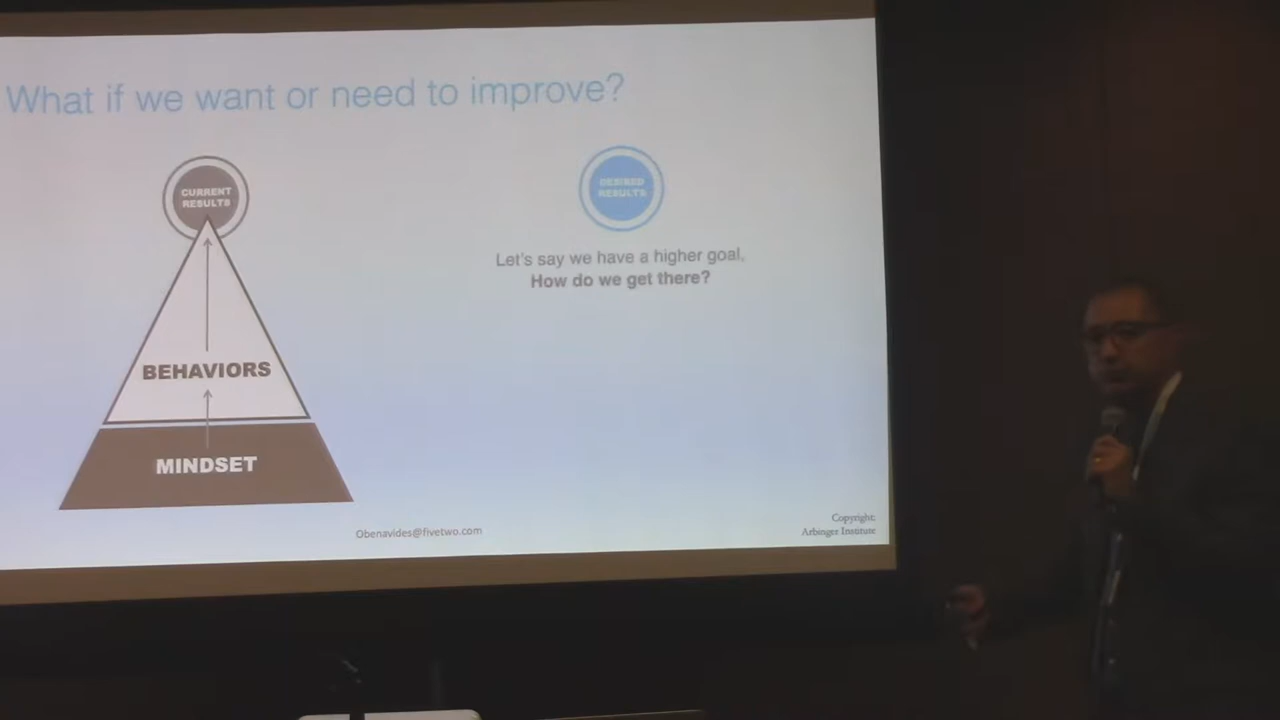 What if we want or need to improve?
CURRENT
RESULTS
BEHAVIORS
MINDSET
DESIRED
RESULTS
Let's say we have a higher goal,
How do we get there?
Obenavides@fivetwo.com
Copyright:
Arbinger Institute